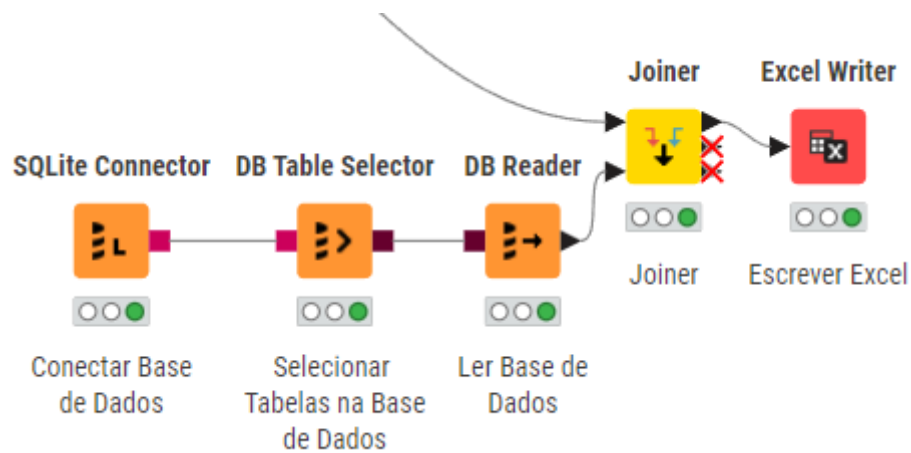 Joiner
Excel Writer
SQLite Connector
DB Table Selector
DB Reader
L
X
Joiner
Escrever Excel
Conectar Base
de Dados
Selecionar
Tabelas na Base
de Dados
Ler Base de
Dados